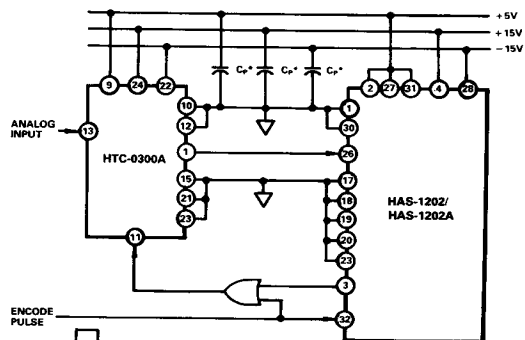 +5V
+15V
-15V
Cp* Cp* Cp*
9 24 22 2 27 31 4 28
10 1
12 30
ANALOG
INPUT
13
HTC-0300A
1 26
15 17
21 18
23 19
20
23
HAS-1202/
HAS-1202A
11 3
ENCODE
PULSE
32